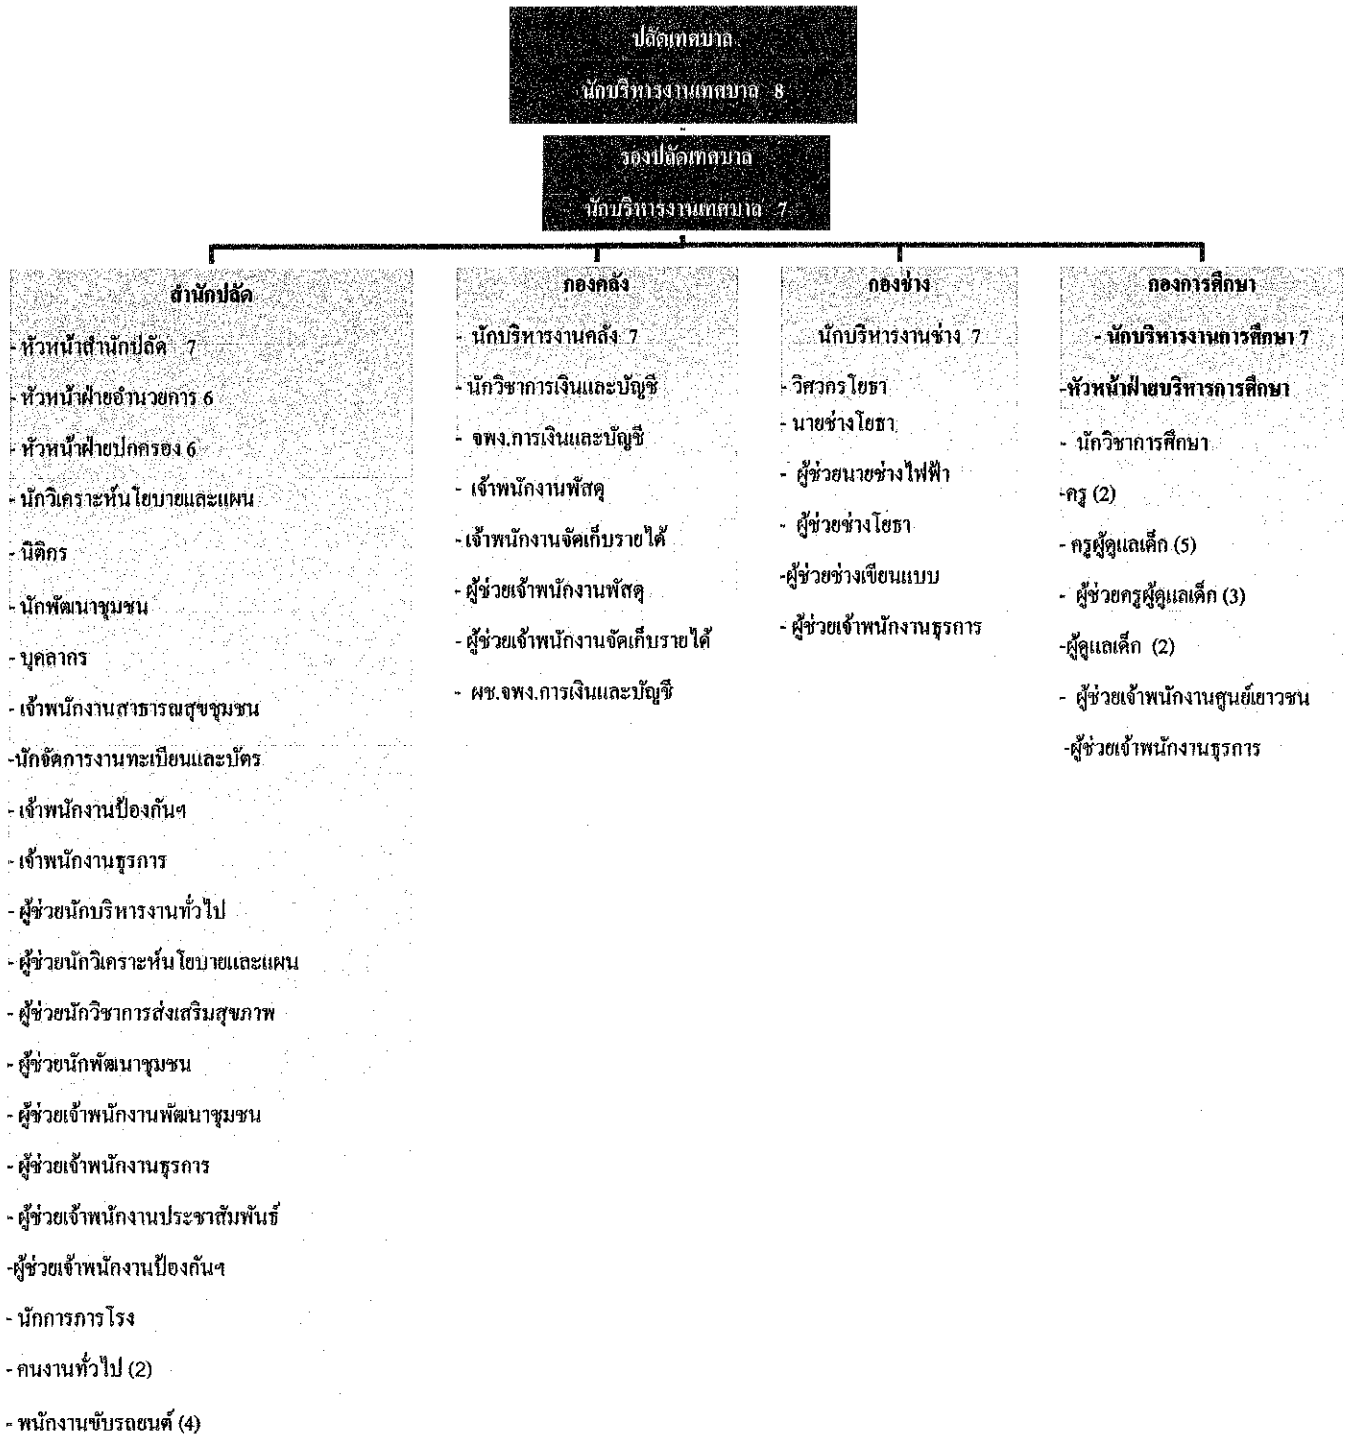 ปลัดเทศบาล
นักบริหารงานเทศบาล 8
รองปลัดเทศบาล
นักบริหารงานเทศบาล 7
สำนักปลัด
- หัวหน้าสำนักปลัด 7
- หัวหน้าฝ่ายอำนวยการ 6
- หัวหน้าฝ่ายปกครอง 6
- นักวิเคราะห์นโยบายและแผน
- นิติกร
- นักพัฒนาชุมชน
- บุคลากร
- เจ้าพนักงานสาธารณสุขชุมชน
-นักจัดการงานทะเบียนและบัตร
- เจ้าพนักงานป้องกันฯ
- เจ้าพนักงานธุรการ
- ผู้ช่วยนักบริหารงานทั่วไป
- ผู้ช่วยนักวิเคราะห์นโยบายและแผน
- ผู้ช่วยนักวิชาการส่งเสริมสุขภาพ
- ผู้ช่วยนักพัฒนาชุมชน
- ผู้ช่วยเจ้าพนักงานพัฒนาชุมชน
- ผู้ช่วยเจ้าพนักงานธุรการ
- ผู้ช่วยเจ้าพนักงานประชาสัมพันธ์
-ผู้ช่วยเจ้าพนักงานป้องกันฯ
- นักการภารโรง
- คนงานทั่วไป (2)
- พนักงานขับรถยนต์ (4)
กองคลัง
- นักบริหารงานคลัง 7
- นักวิชาการเงินและบัญชี
- จพง.การเงินและบัญชี
- เจ้าพนักงานพัสดุ
- เจ้าพนักงานจัดเก็บรายได้
- ผู้ช่วยเจ้าพนักงานพัสดุ
- ผู้ช่วยเจ้าพนักงานจัดเก็บรายได้
- ผช.จพง.การเงินและบัญชี
กองช่าง
นักบริหารงานช่าง 7
- วิศวกรโยธา
- นายช่างโยธา
- ผู้ช่วยนายช่างไฟฟ้า
- ผู้ช่วยช่างโยธา
-ผู้ช่วยช่างเขียนแบบ
- ผู้ช่วยเจ้าพนักงานธุรการ
กองการศึกษา
- นักบริหารงานการศึกษา 7
-หัวหน้าฝ่ายบริหารการศึกษา
- นักวิชาการศึกษา
-ครู (2)
- ครูผู้ดูแลเด็ก (5)
- ผู้ช่วยครูผู้ดูแลเด็ก (3)
-ผู้ดูแลเด็ก (2)
- ผู้ช่วยเจ้าพนักงานศูนย์เยาวชน
-ผู้ช่วยเจ้าพนักงานธุรการ